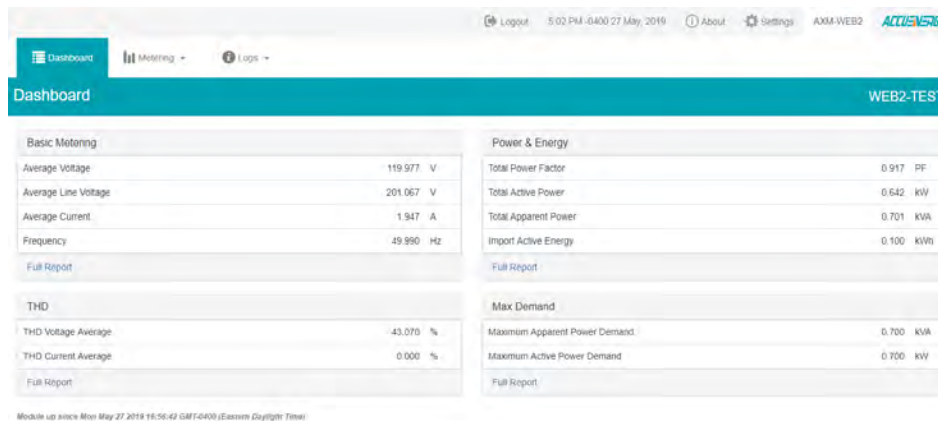 Logout 5:02 PM -0400 27 May, 2019 About Settings AXM-WEB2 ACCUENERG
Dashboard Metering Logs
Dashboard WEB2-TEST
Basic Metering
Average Voltage 119.977 V
Average Line Voltage 201.067 V
Average Current 1.947 A
Frequency 49.990 Hz
Full Report
Power & Energy
Total Power Factor 0.917 PF
Total Active Power 0.642 kW
Total Apparent Power 0.701 kVA
Import Active Energy 0.100 kWh
Full Report
THD
THD Voltage Average 43.070 %
THD Current Average 0.000 %
Full Report
Max Demand
Maximum Apparent Power Demand 0.700 kVA
Maximum Active Power Demand 0.700 kW
Full Report
Module up since Mon May 27 2019 16:56:42 GMT-0400 (Eastern Daylight Time)